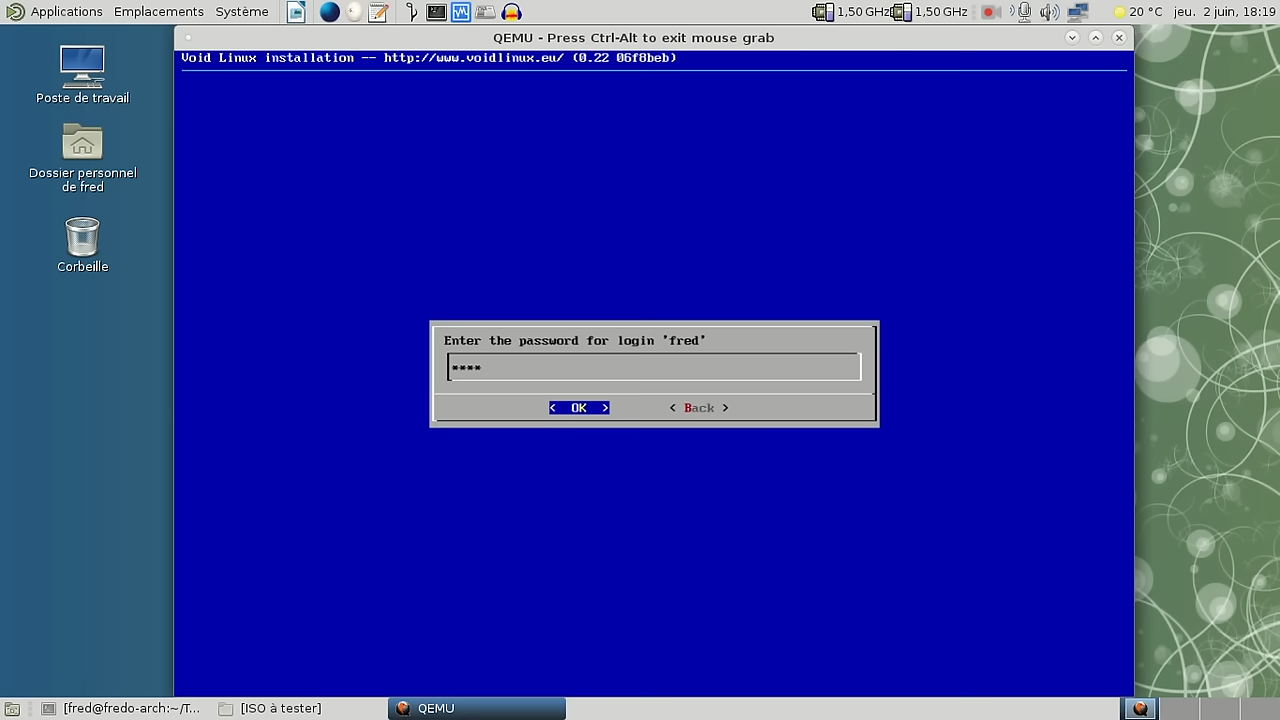 Applications Emplacements Système 1,50 GHz 1,50 GHz 20 °C jeu. 2 juin, 18:19
QEMU - Press Ctrl-Alt to exit mouse grab
Void Linux installation -- http://www.voidlinux.eu/ (0.22 06f8beb)
Poste de travail
Dossier personnel
de fred
Corbeille
Enter the password for login 'fred'
****
< OK > < Back >
[fred@fredo-arch:~/T... [ISO à tester] QEMU